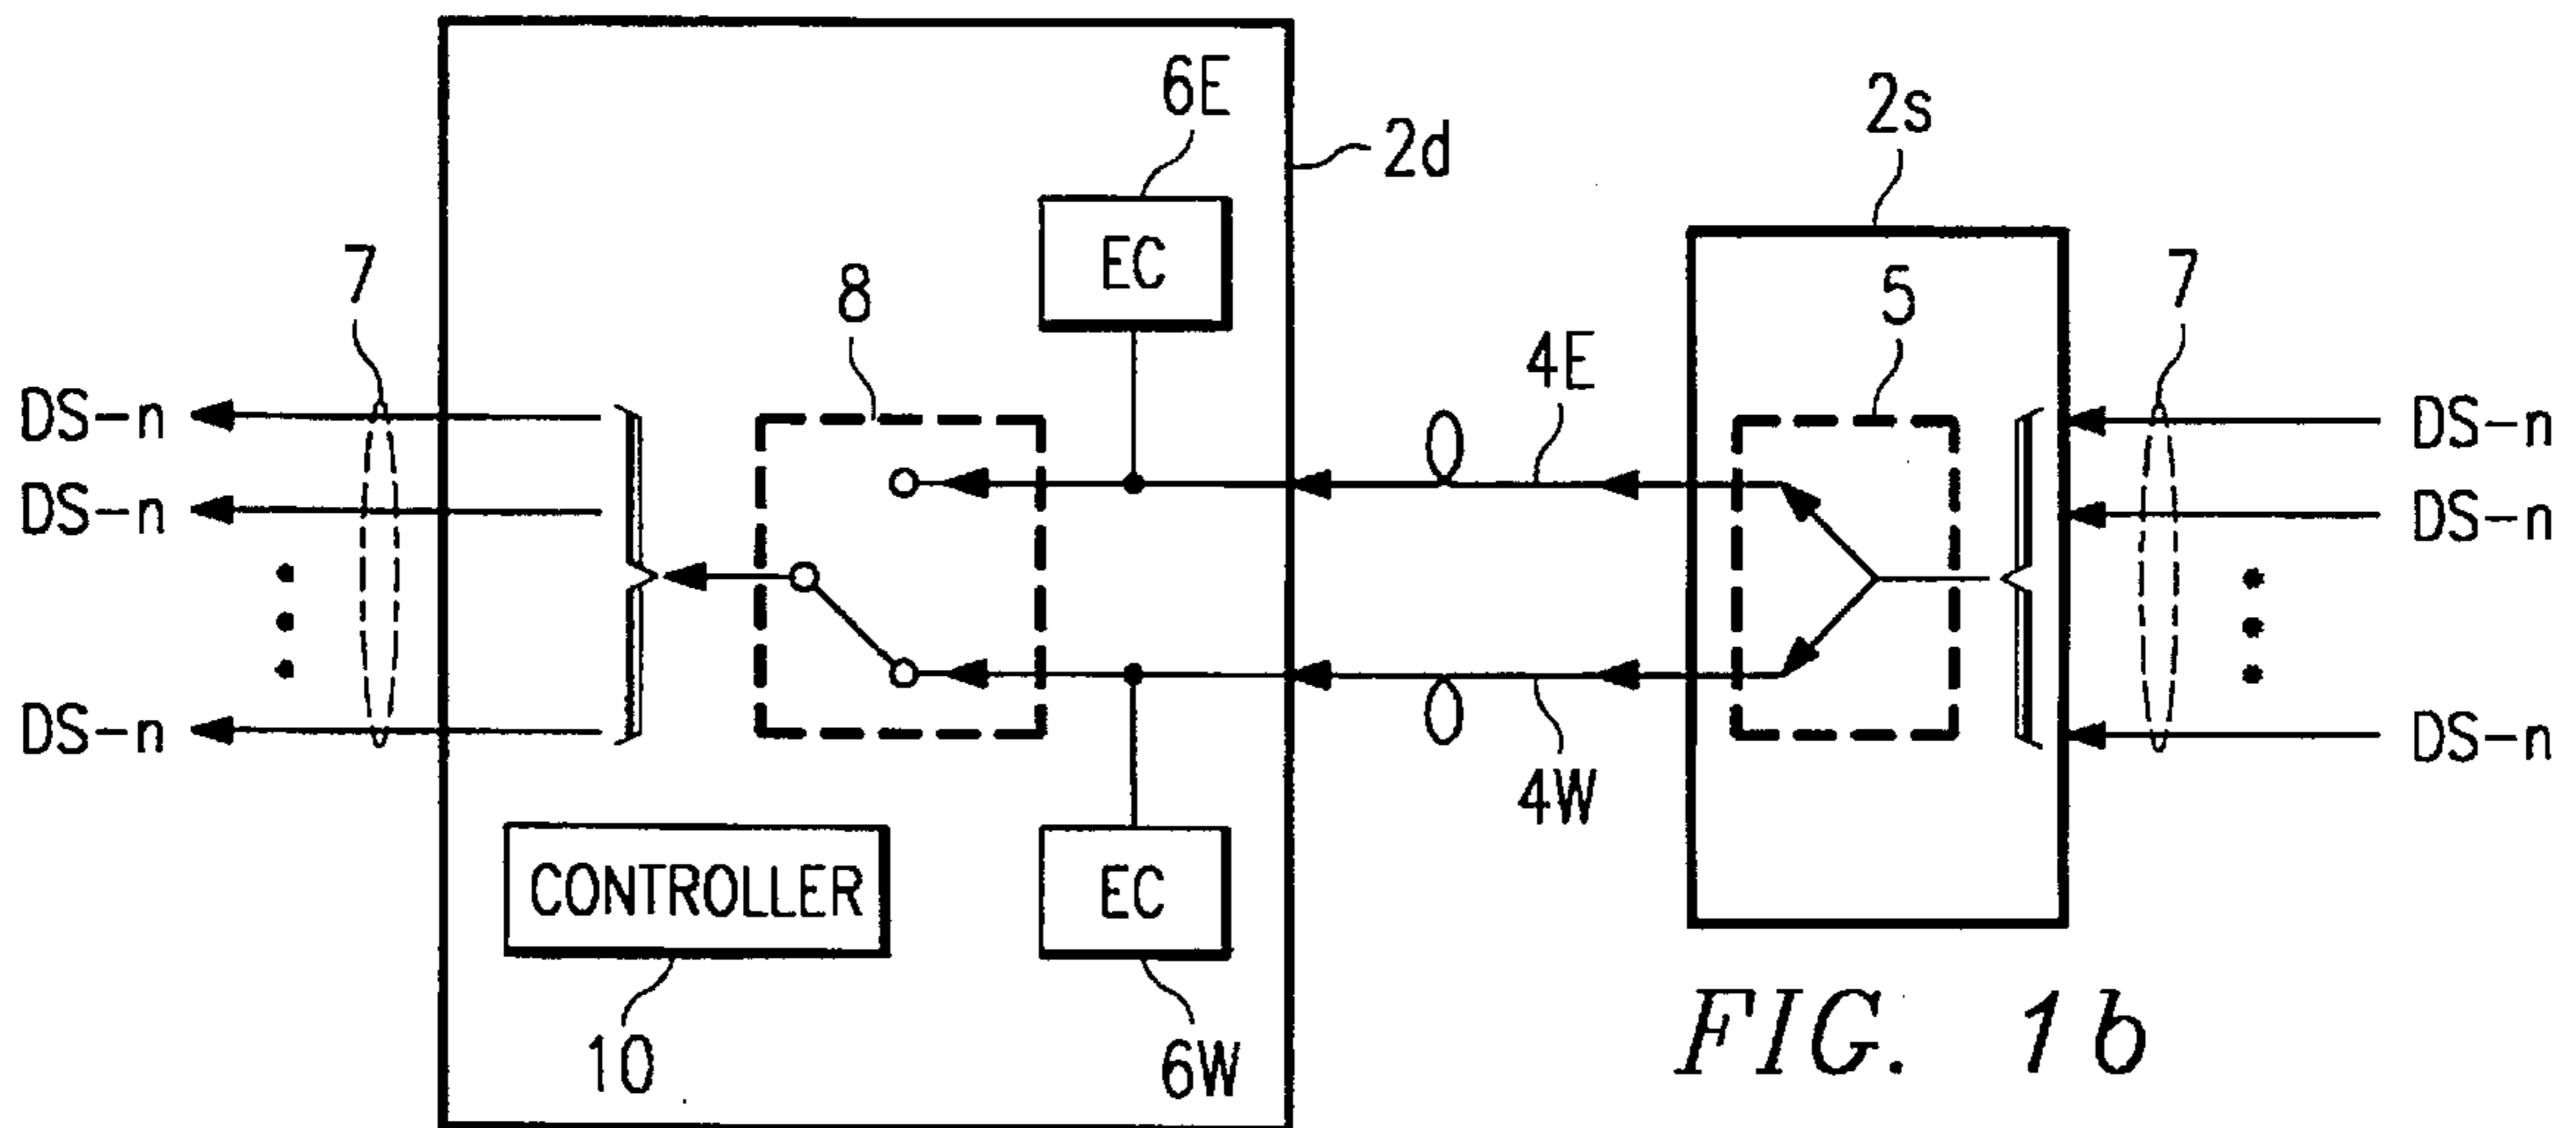 6E
2d
2s
EC
7
8
4E
5
7
DS-n
DS-n
DS-n
DS-n
DS-n
DS-n
4W
CONTROLLER
EC
10
6W
FIG. 1b